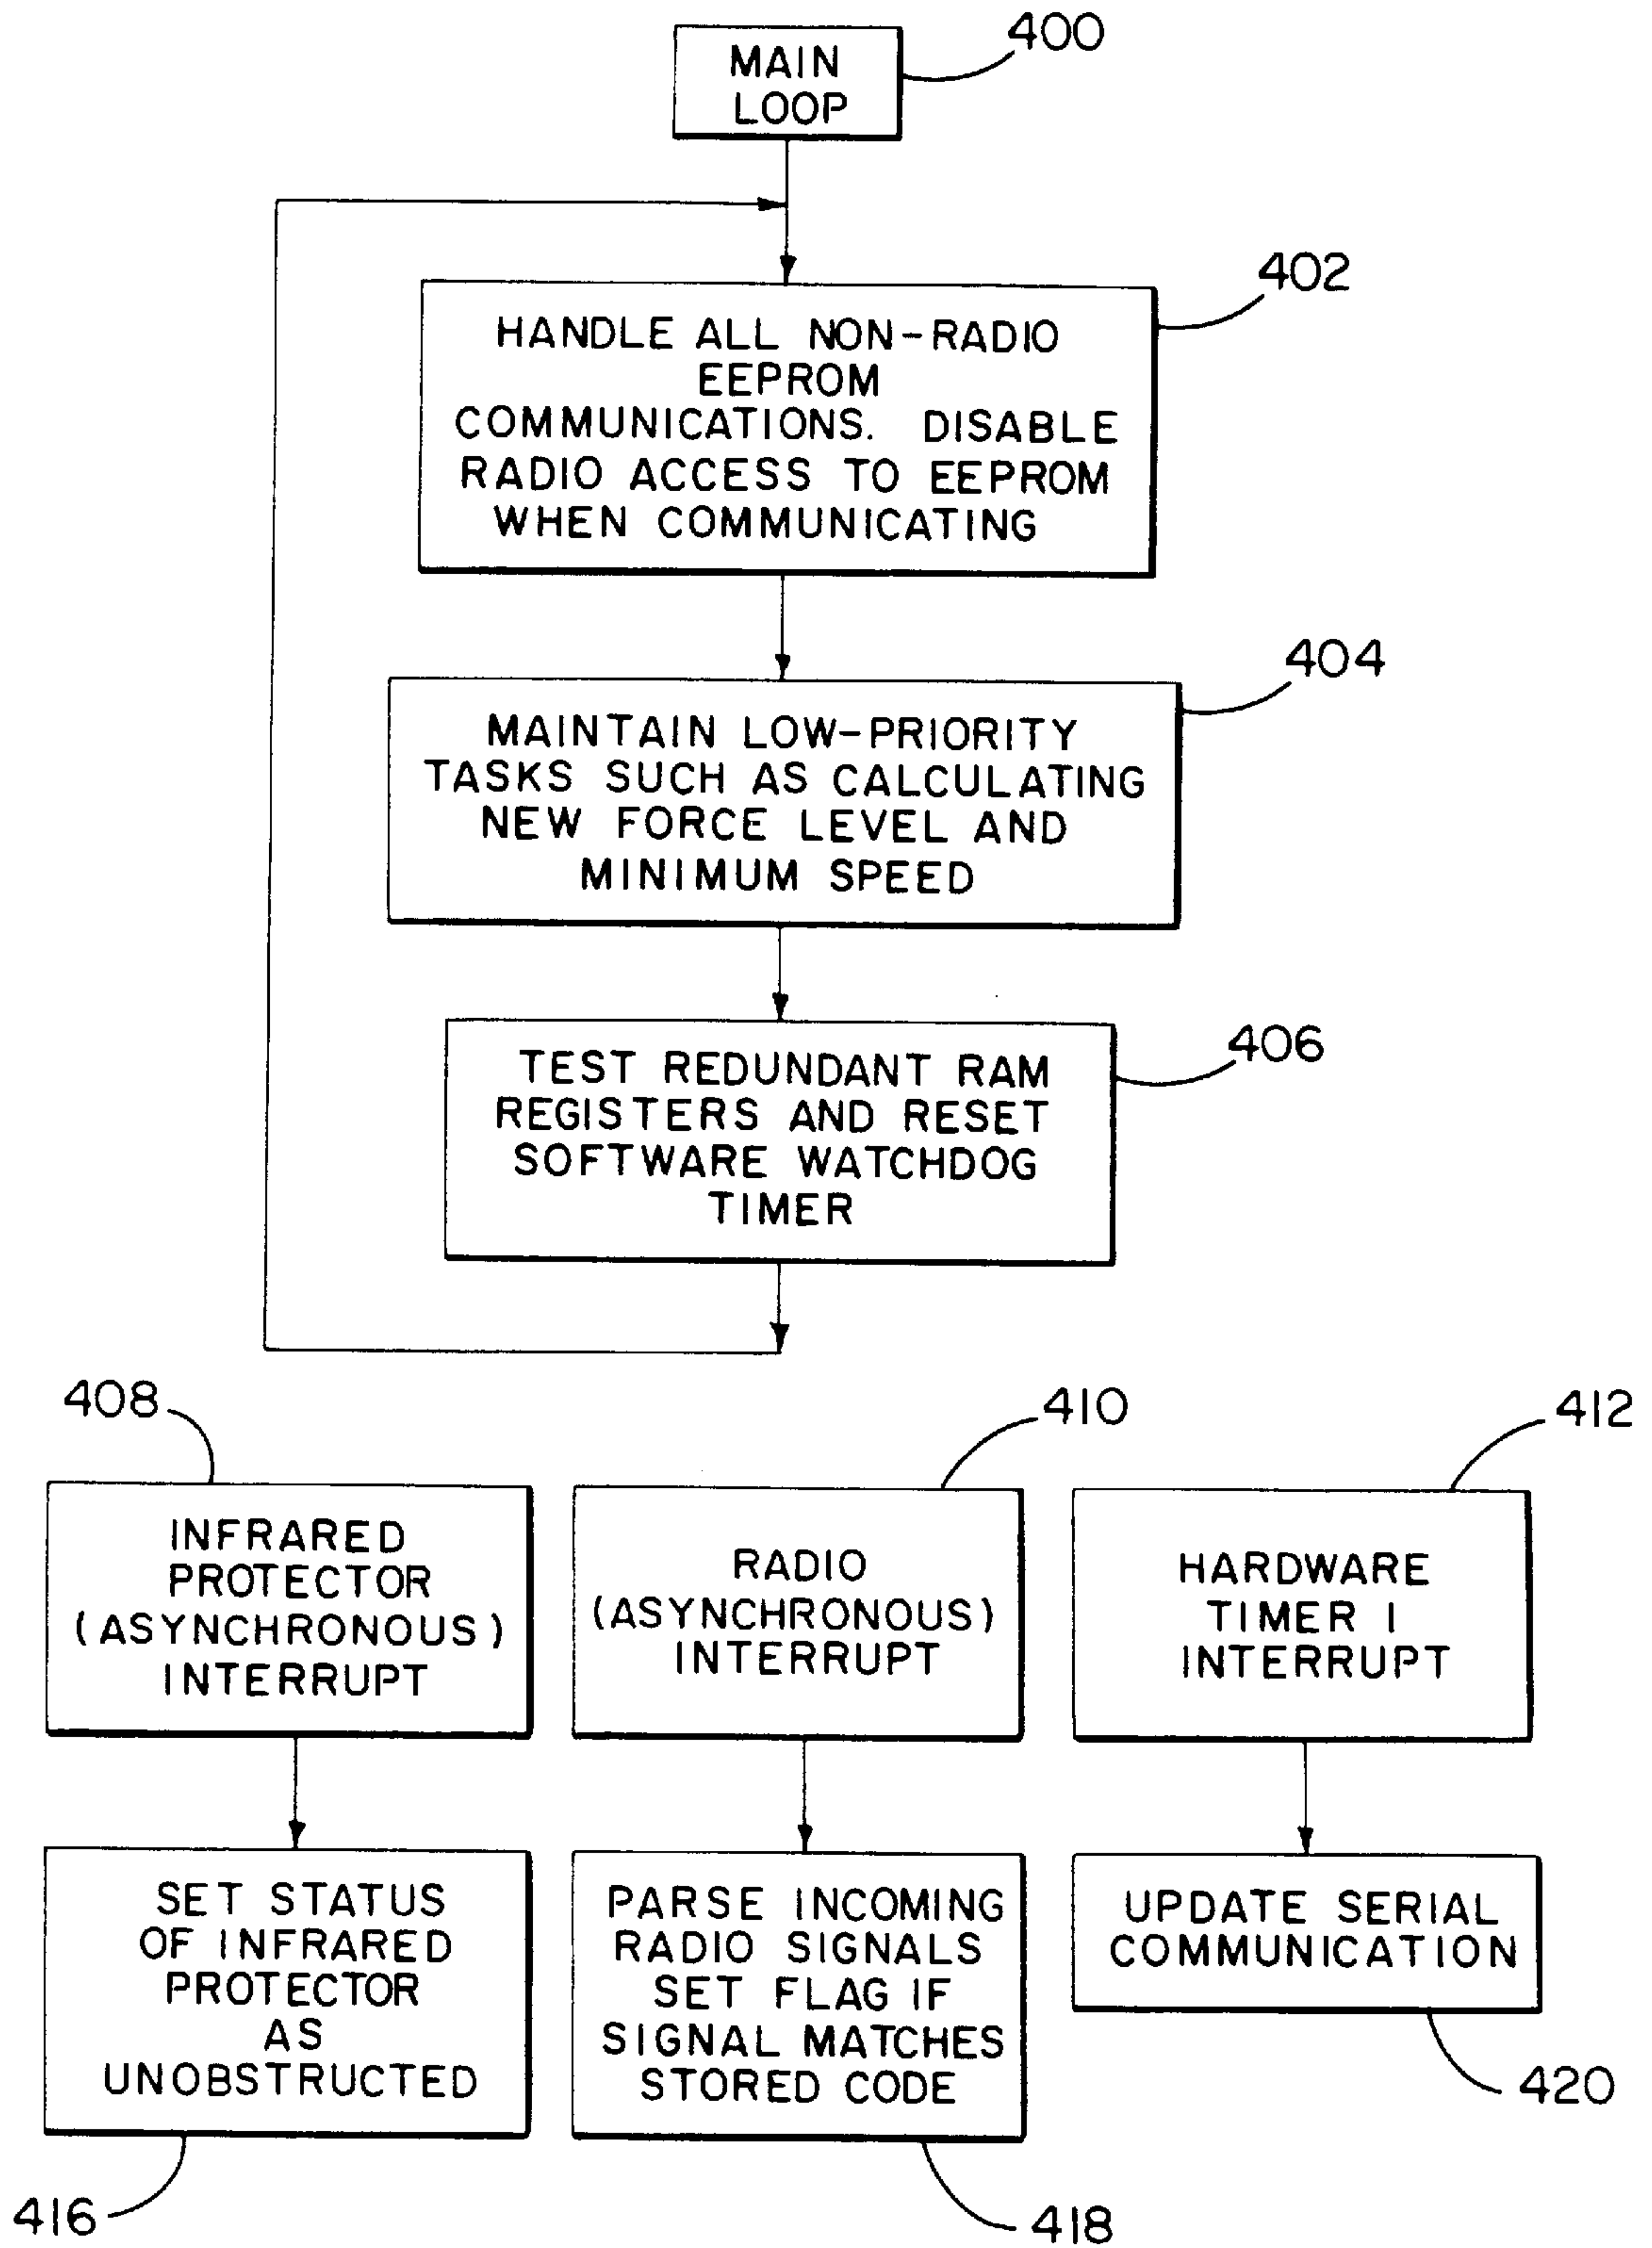 MAIN
LOOP
400
402
HANDLE ALL NON-RADIO
EEPROM
COMMUNICATIONS. DISABLE
RADIO ACCESS TO EEPROM
WHEN COMMUNICATING
404
MAINTAIN LOW-PRIORITY
TASKS SUCH AS CALCULATING
NEW FORCE LEVEL AND
MINIMUM SPEED
406
TEST REDUNDANT RAM
REGISTERS AND RESET
SOFTWARE WATCHDOG
TIMER
408
410
412
INFRARED
PROTECTOR
(ASYNCHRONOUS)
INTERRUPT
RADIO
(ASYNCHRONOUS)
INTERRUPT
HARDWARE
TIMER 1
INTERRUPT
SET STATUS
OF INFRARED
PROTECTOR
AS
UNOBSTRUCTED
PARSE INCOMING
RADIO SIGNALS
SET FLAG IF
SIGNAL MATCHES
STORED CODE
UPDATE SERIAL
COMMUNICATION
420
416
418